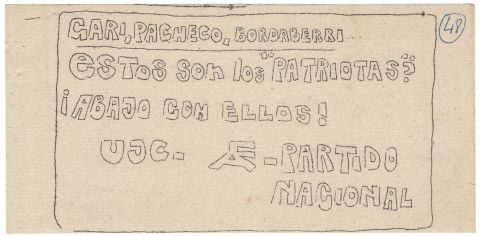 GARI, PACHECO, BORDABERRI
ESTOS SON los "PATRIOTAS"?
¡ABAJO CON ELLOS!
UJC - Æ - PARTIDO
NACIONAL
48